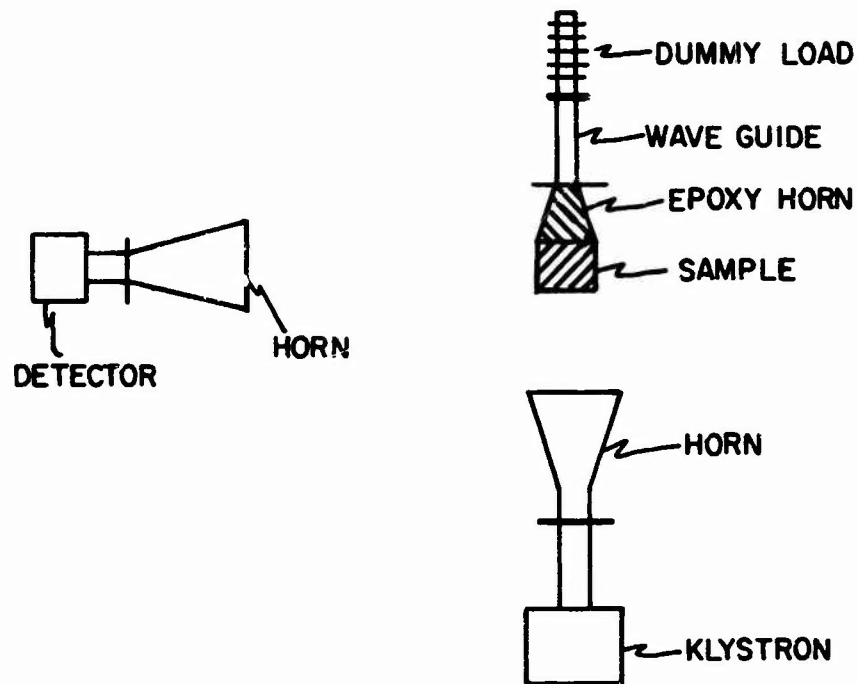 DUMMY LOAD
WAVE GUIDE
EPOXY HORN
SAMPLE
HORN
DETECTOR
HORN
KLYSTRON